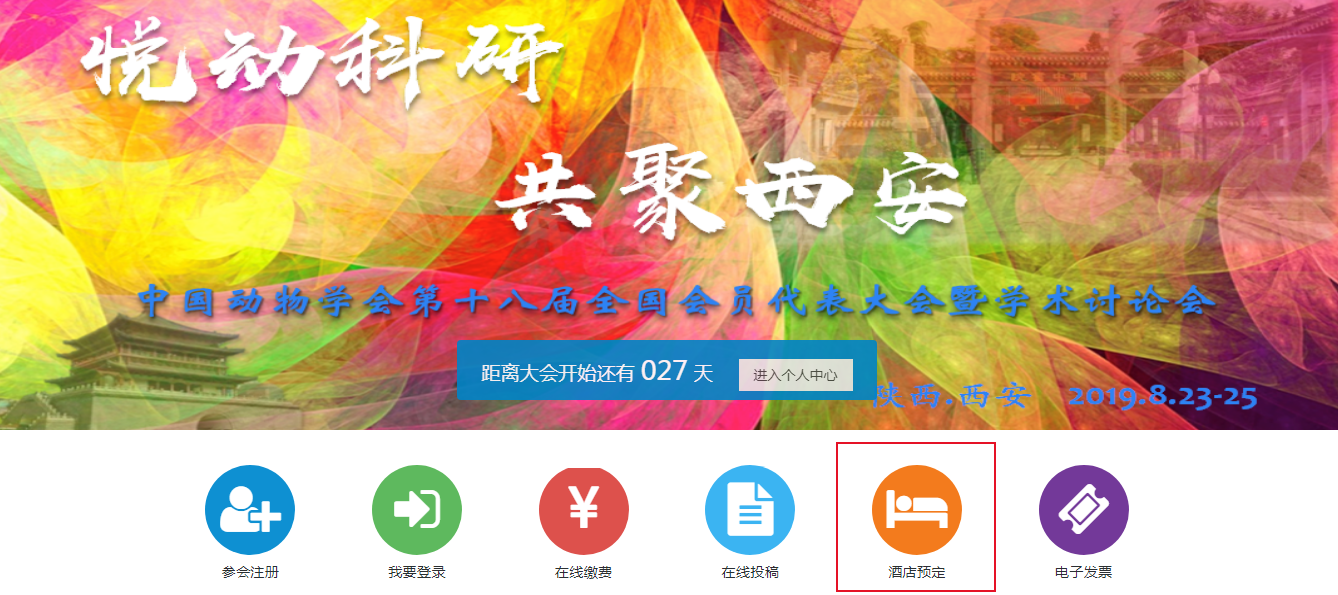 悦动科研
共聚西安
中国动物学会第十八届全国会员代表大会暨学术讨论会
距离大会开始还有 027 天
进入个人中心
陕西.西安 2019.8.23-25
¥
参会注册
我要登录
在线缴费
在线投稿
酒店预定
电子发票